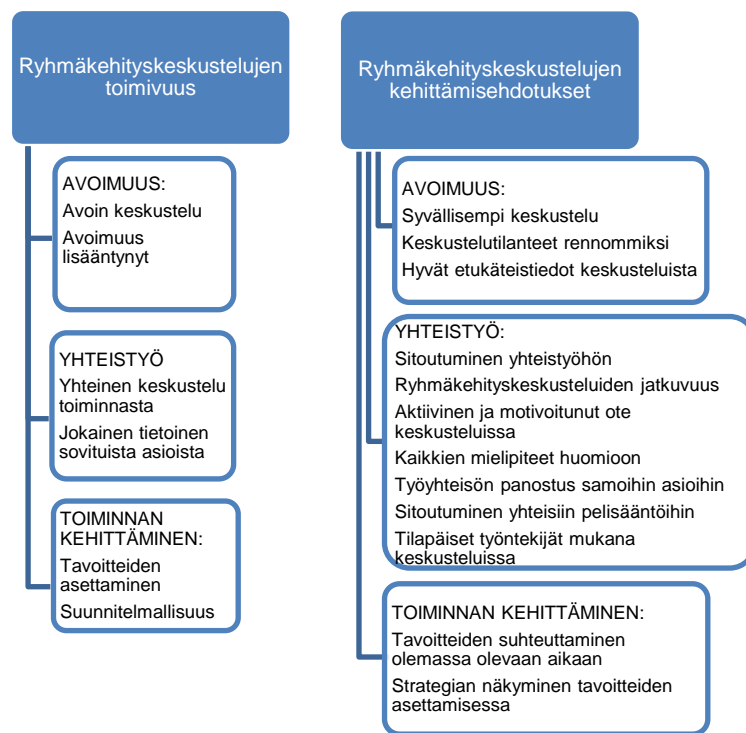 Ryhmäkehityskeskustelujen
toimivuus
AVOIMUUS:
Avoin keskustelu
Avoimuus
lisääntynyt
YHTEISTYÖ
Yhteinen keskustelu
toiminnasta
Jokainen tietoinen
sovituista asioista
TOIMINNAN
KEHITTÄMINEN:
Tavoitteiden
asettaminen
Suunnitelmallisuus
Ryhmäkehityskeskustelujen
kehittämisehdotukset
AVOIMUUS:
Syvällisempi keskustelu
Keskustelutilanteet rennommiksi
Hyvät etukäteistiedot keskusteluista
YHTEISTYÖ:
Sitoutuminen yhteistyöhön
Ryhmäkehityskeskusteluiden jatkuvuus
Aktiivinen ja motivoitunut ote
keskusteluissa
Kaikkien mielipiteet huomioon
Työyhteisön panostus samoihin asioihin
Sitoutuminen yhteisiin pelisääntöihin
Tilapäiset työntekijät mukana
keskusteluissa
TOIMINNAN KEHITTÄMINEN:
Tavoitteiden suhteuttaminen
olemassa olevaan aikaan
Strategian näkyminen tavoitteiden
asettamisessa